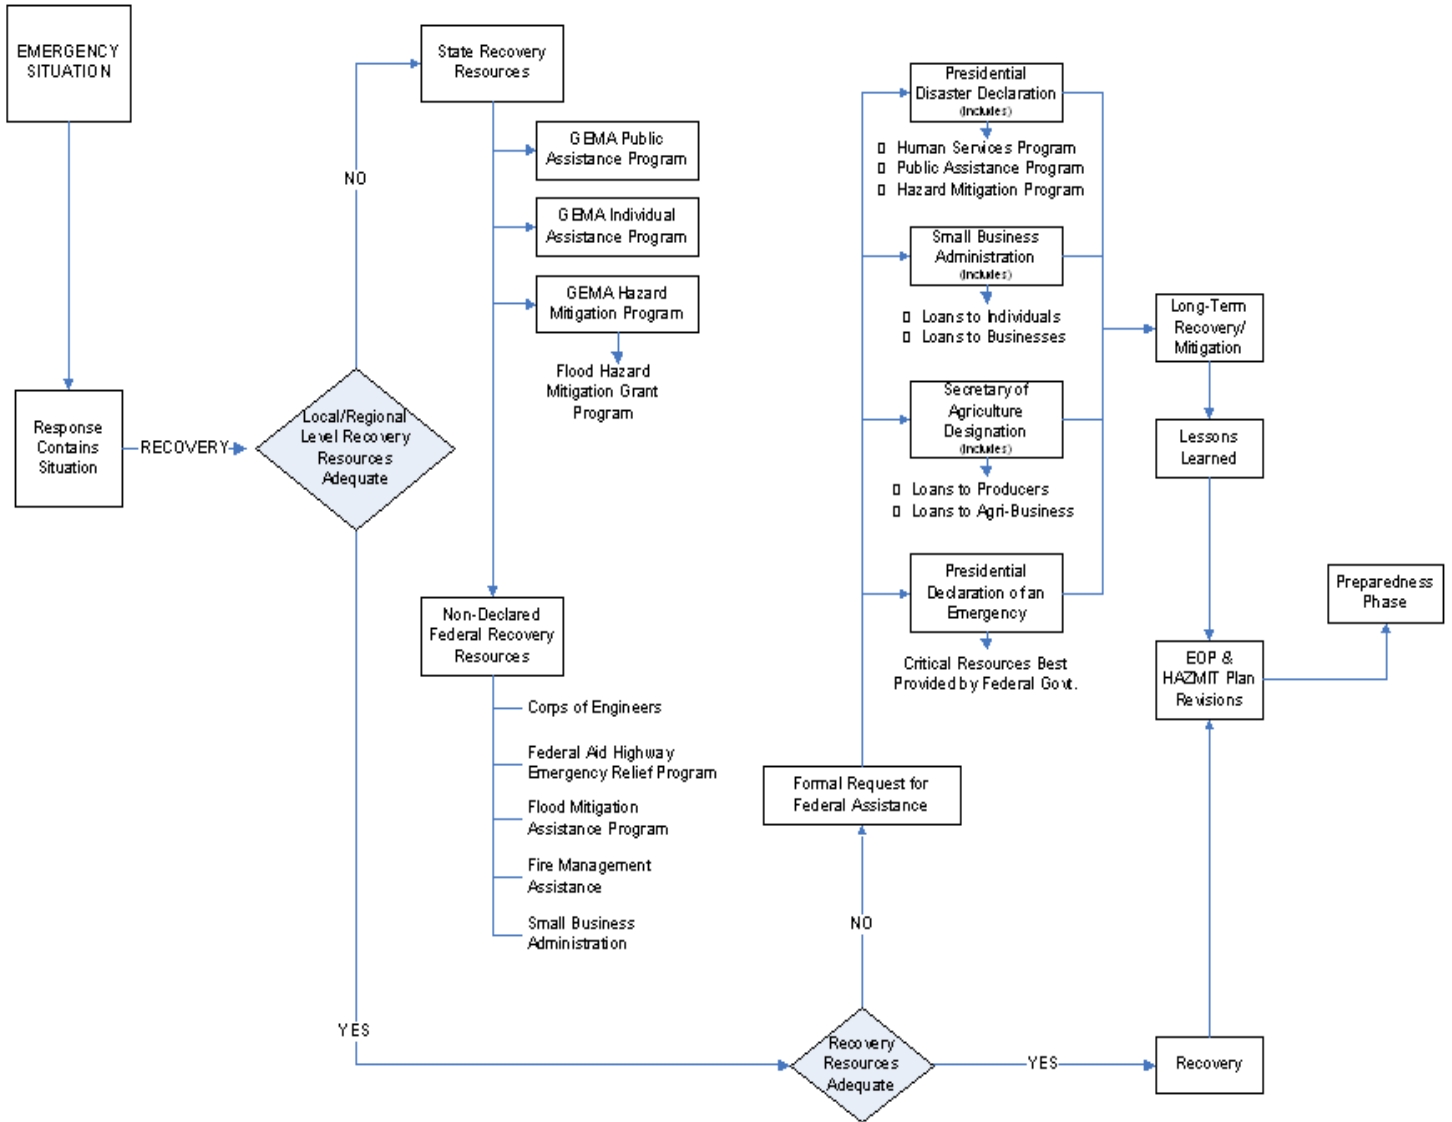 EMERGENCY
SITUATION
Response
Contains
Situation
RECOVERY
Local/Regional
Level Recovery
Resources
Adequate
NO
YES
State Recovery
Resources
GEMA Public
Assistance Program
GEMA Individual
Assistance Program
GEMA Hazard
Mitigation Program
Flood Hazard
Mitigation Grant
Program
Non-Declared
Federal Recovery
Resources
Corps of Engineers
Federal Aid Highway
Emergency Relief Program
Flood Mitigation
Assistance Program
Fire Management
Assistance
Small Business
Administration
Recovery
Resources
Adequate
NO
YES
Formal Request for
Federal Assistance
Presidential
Disaster Declaration
(Includes)
Human Services Program
Public Assistance Program
Hazard Mitigation Program
Small Business
Administration
(Includes)
Loans to Individuals
Loans to Businesses
Secretary of
Agriculture
Designation
(Includes)
Loans to Producers
Loans to Agri-Business
Presidential
Declaration of an
Emergency
Critical Resources Best
Provided by Federal Govt.
Long-Term
Recovery/
Mitigation
Lessons
Learned
EOP &
HAZMIT Plan
Revisions
Preparedness
Phase
Recovery